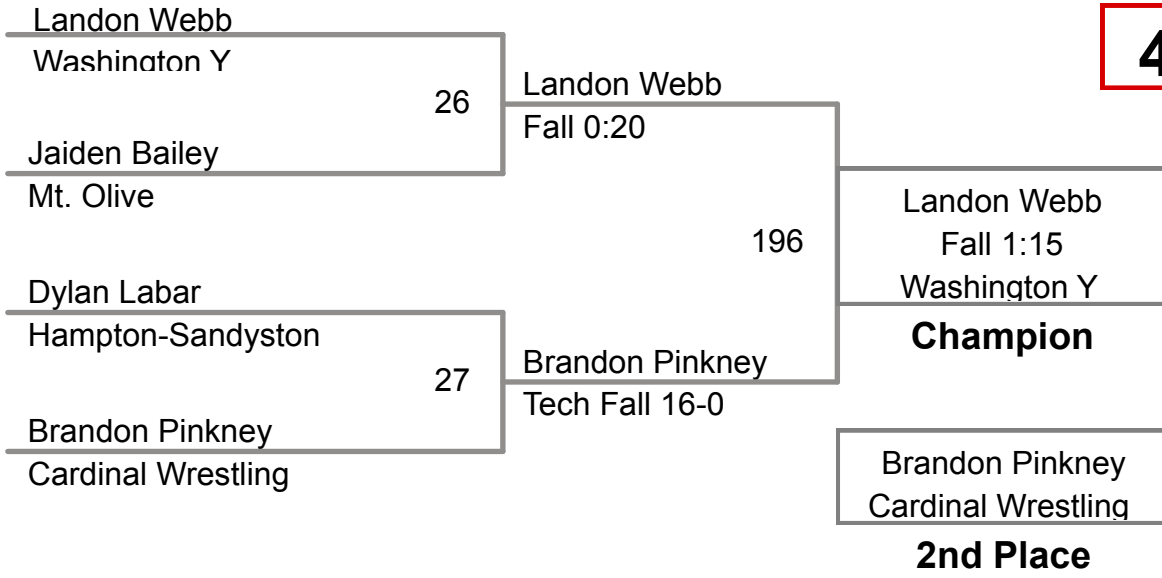 Landon Webb
Washington Y
26
Jaiden Bailey
Mt. Olive
Landon Webb
Fall 0:20
4
Dylan Labar
Hampton-Sandyston
27
Brandon Pinkney
Cardinal Wrestling
Brandon Pinkney
Tech Fall 16-0
196
Landon Webb
Fall 1:15
Washington Y
Champion
Brandon Pinkney
Cardinal Wrestling
2nd Place